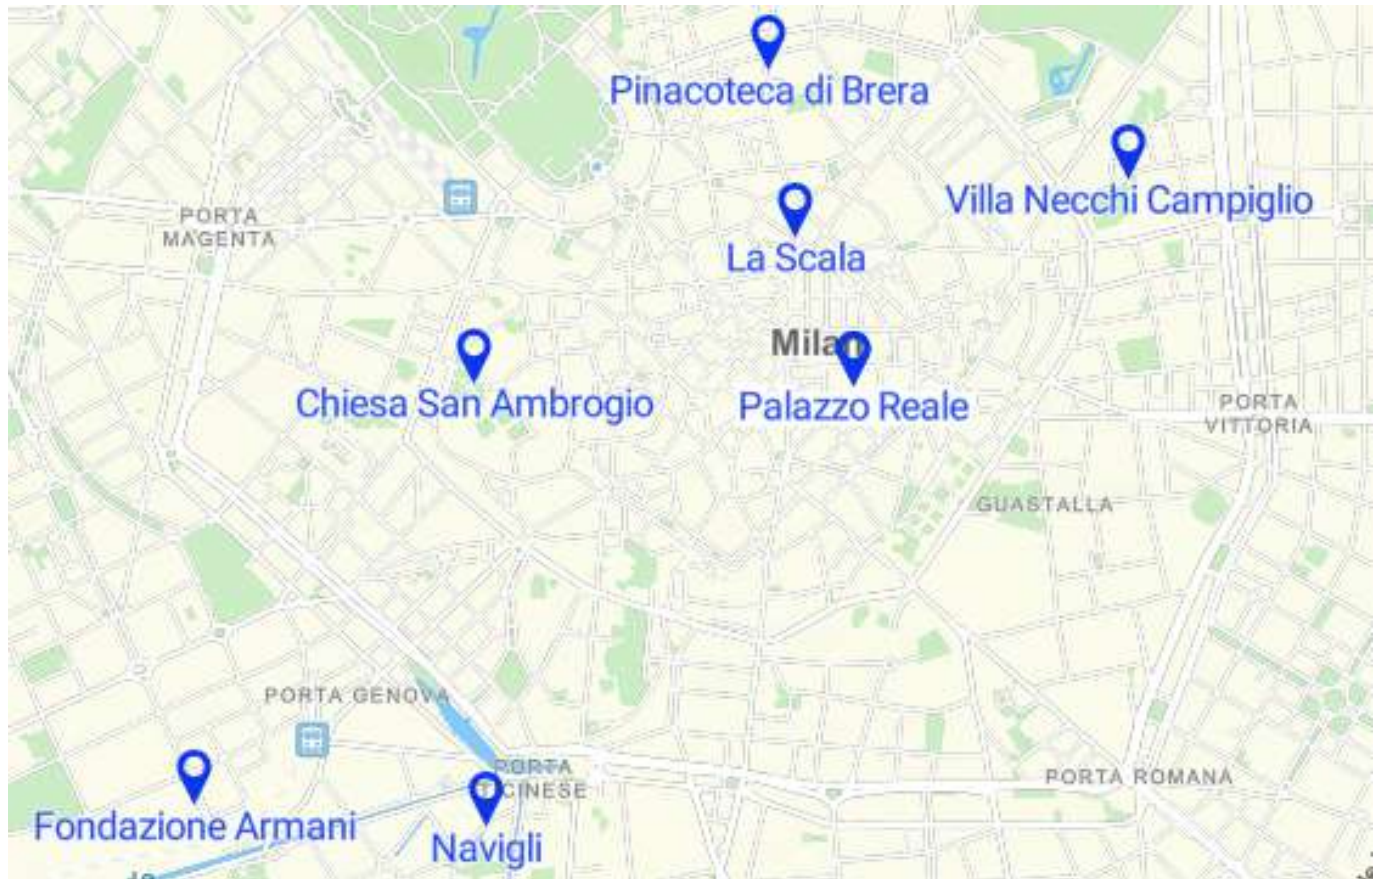 Pinacoteca di Brera
Villa Necchi Campiglio
PORTA
MAGENTA
La Scala
Milan
Chiesa San Ambrogio
Palazzo Reale
PORTA
VITTORIA
GUASTALLA
PORTA GENOVA
PORTA
TICINESE
PORTA ROMANA
Fondazione Armani
Navigli